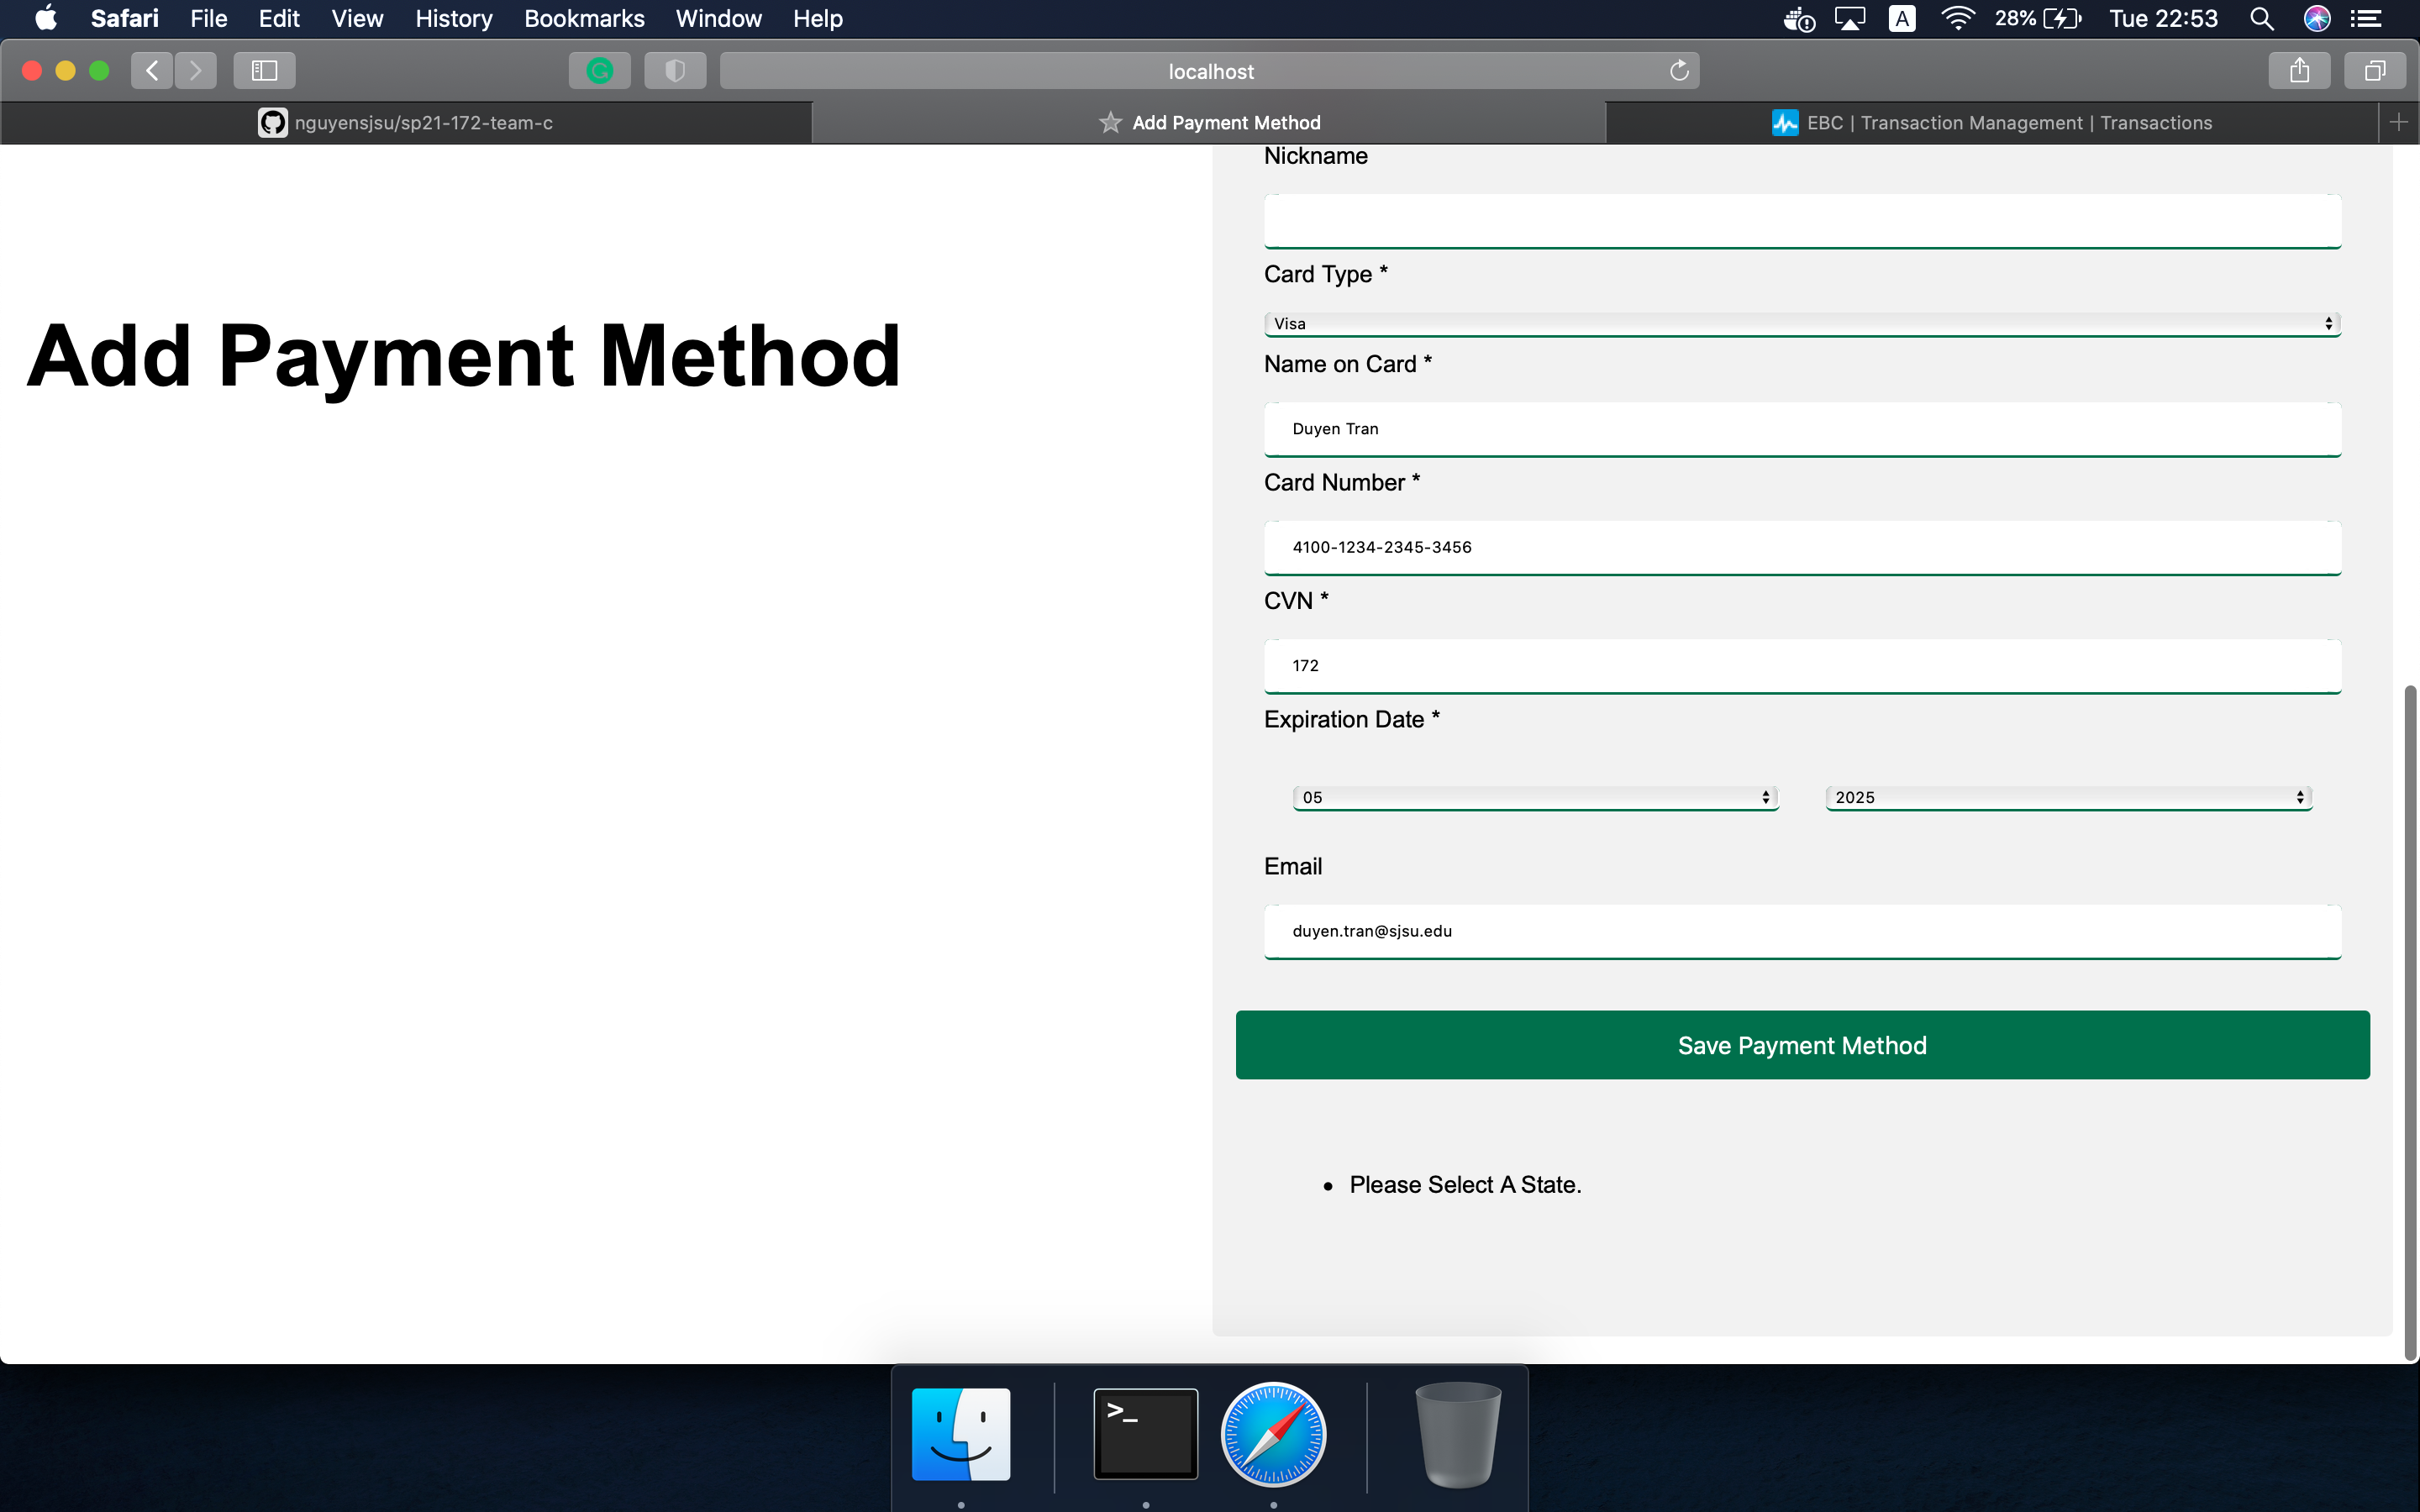 Safari File Edit View History Bookmarks Window Help
A 28% Tue 22:53
localhost
nguyensjsu/sp21-172-team-c
Add Payment Method
EBC | Transaction Management | Transactions
Add Payment Method
Nickname
Card Type *
Visa
Name on Card *
Duyen Tran
Card Number *
4100-1234-2345-3456
CVN *
172
Expiration Date *
05 2025
Email
duyen.tran@sjsu.edu
Save Payment Method
• Please Select A State.
>_